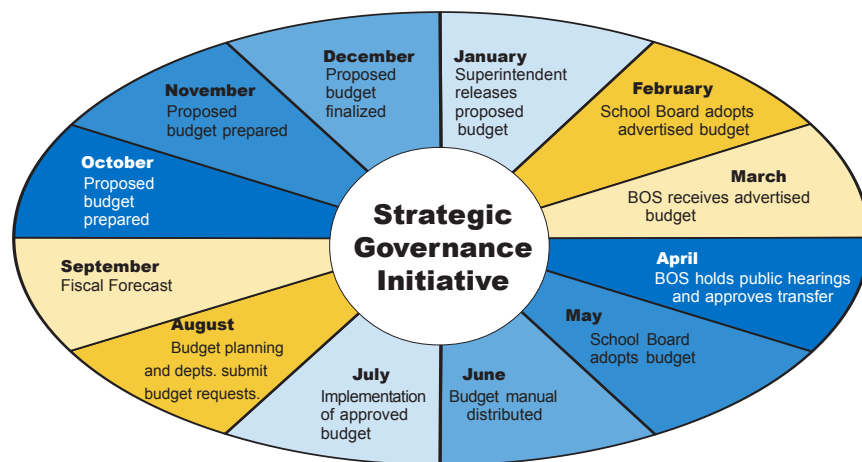 January
Superintendent
releases
proposed
budget
February
School Board adopts
advertised budget
March
BOS receives advertised
budget
April
BOS holds public hearings
and approves transfer
May
School Board
adopts budget
June
Budget manual
distributed
July
Implementation
of approved
budget
August
Budget planning
and depts. submit
budget requests.
September
Fiscal Forecast
October
Proposed
budget
prepared
November
Proposed
budget prepared
December
Proposed
budget
finalized
Strategic
Governance
Initiative